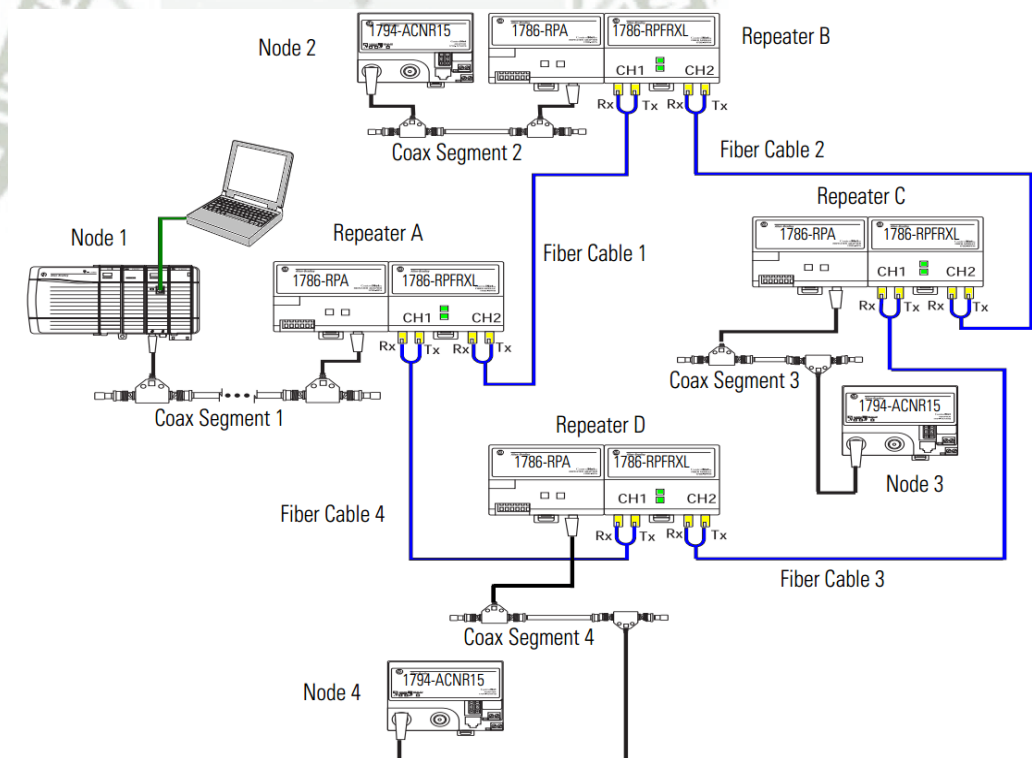 Node 2
1794-ACNR15
1786-RPA
1786-RPFRXL
CH1
CH2
Rx
Tx
Rx
Tx
Repeater B
Coax Segment 2
Fiber Cable 2
Node 1
Repeater A
1786-RPA
1786-RPFRXL
CH1
CH2
Rx
Tx
Rx
Tx
Fiber Cable 1
Coax Segment 1
Repeater C
1786-RPA
1786-RPFRXL
CH1
CH2
Rx
Tx
Rx
Tx
Coax Segment 3
1794-ACNR15
Node 3
Repeater D
1786-RPA
1786-RPFRXL
CH1
CH2
Rx
Tx
Rx
Tx
Fiber Cable 4
Fiber Cable 3
Coax Segment 4
Node 4
1794-ACNR15